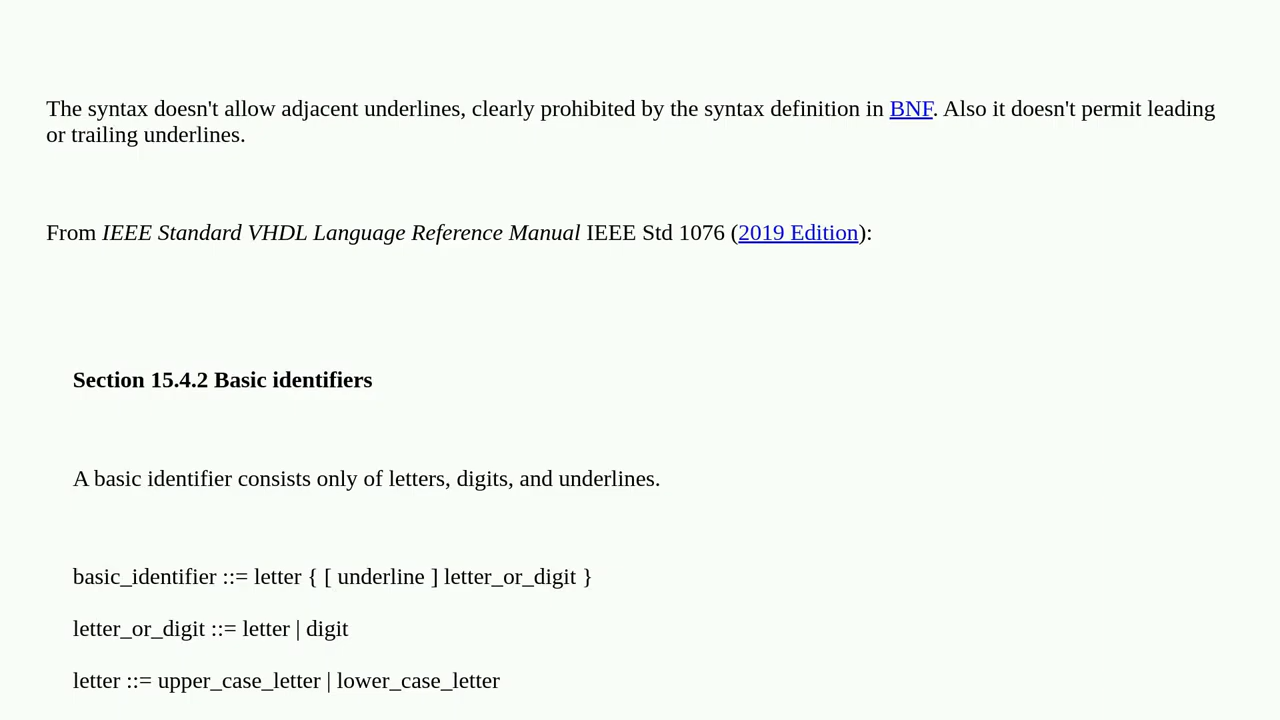 The syntax doesn't allow adjacent underlines, clearly prohibited by the syntax definition in BNF. Also it doesn't permit leading
or trailing underlines.
From IEEE Standard VHDL Language Reference Manual IEEE Std 1076 (2019 Edition):
Section 15.4.2 Basic identifiers
A basic identifier consists only of letters, digits, and underlines.
basic_identifier ::= letter { [ underline ] letter_or_digit }
letter_or_digit ::= letter | digit
letter ::= upper_case_letter | lower_case_letter